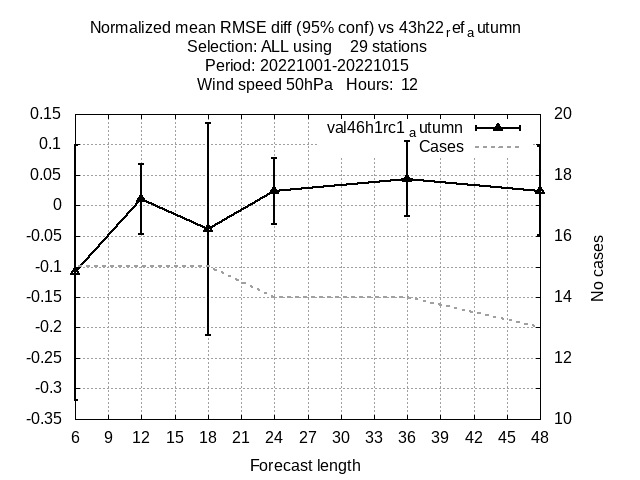 Normalized mean RMSE diff (95% conf) vs 43h22refautumn
Selection: ALL using 29 stations
Period: 20221001-20221015
Wind speed 50hPa Hours: 12
val46h1rc1autumn
Cases
0.15
0.1
0.05
0
-0.05
-0.1
-0.15
-0.2
-0.25
-0.3
-0.35
20
18
16
14
12
10
No cases
6 9 12 15 18 21 24 27 30 33 36 39 42 45 48
Forecast length